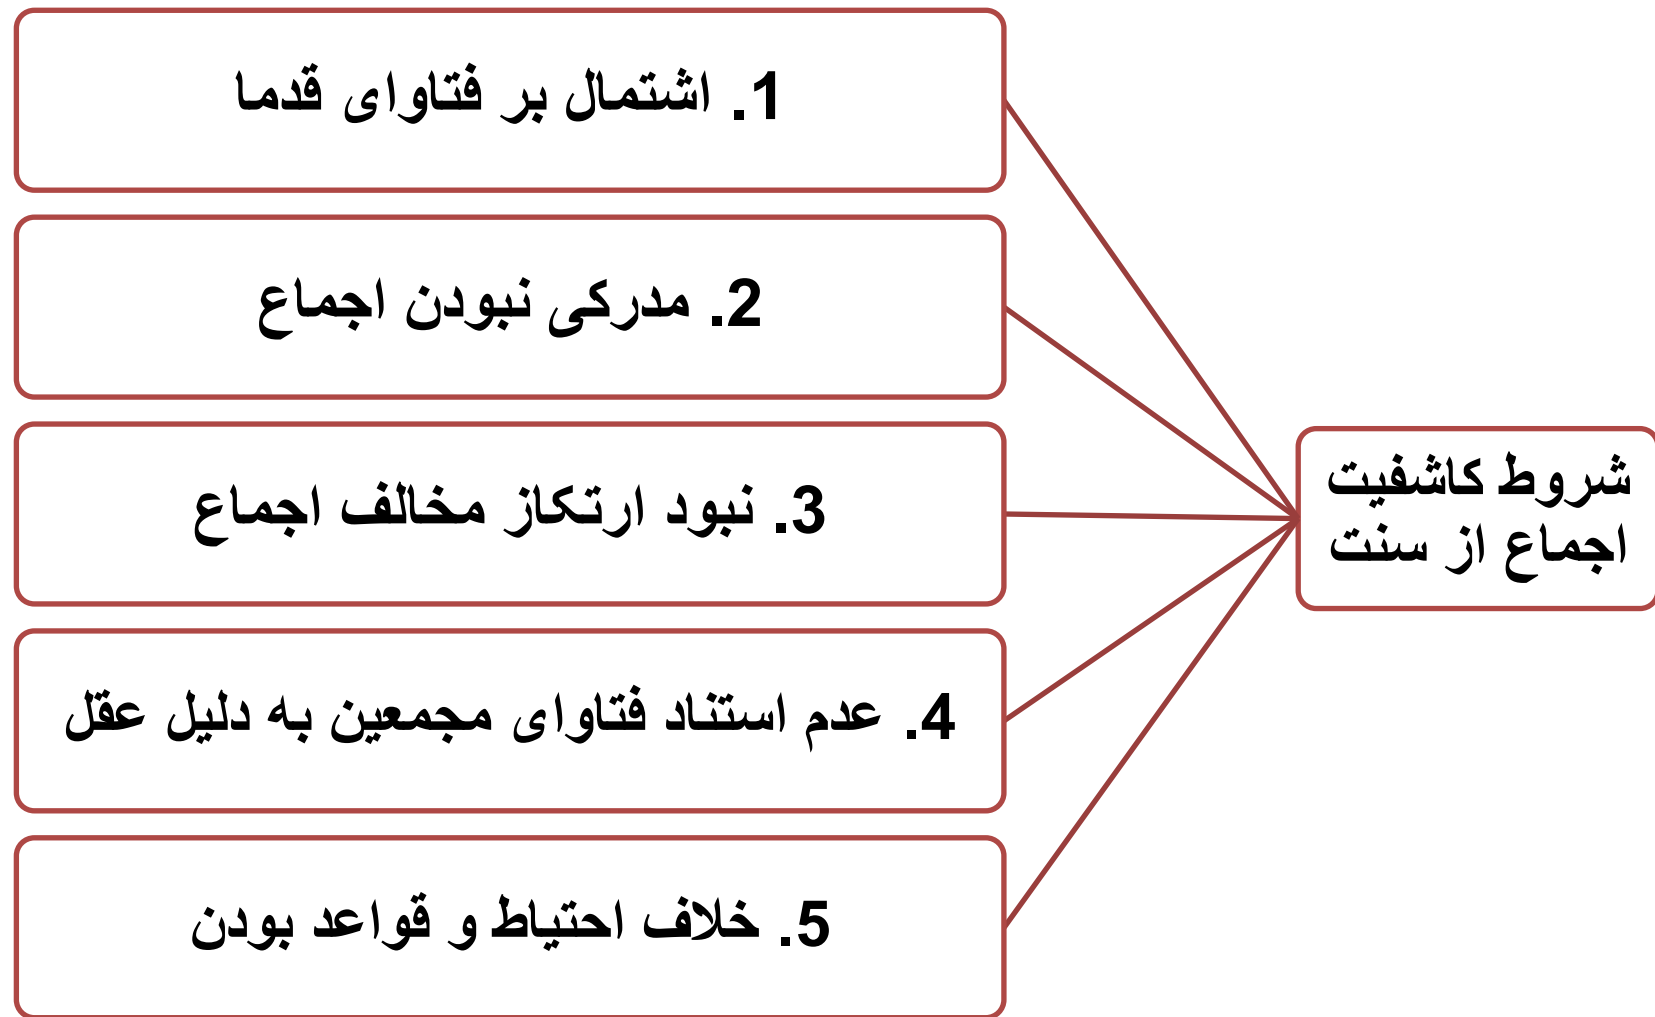 شروط کاشفیت
اجماع از سنت
1. اشتمال بر فتاوای قدما
2. مدرکی نبودن اجماع
3. نبود ارتکاز مخالف اجماع
4. عدم استناد فتاوای مجمعین به دلیل عقل
5. خلاف احتیاط و قواعد بودن